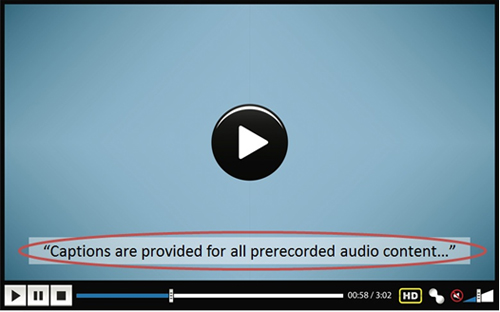 “Captions are provided for all prerecorded audio content...”
00:58 / 3:02 HD